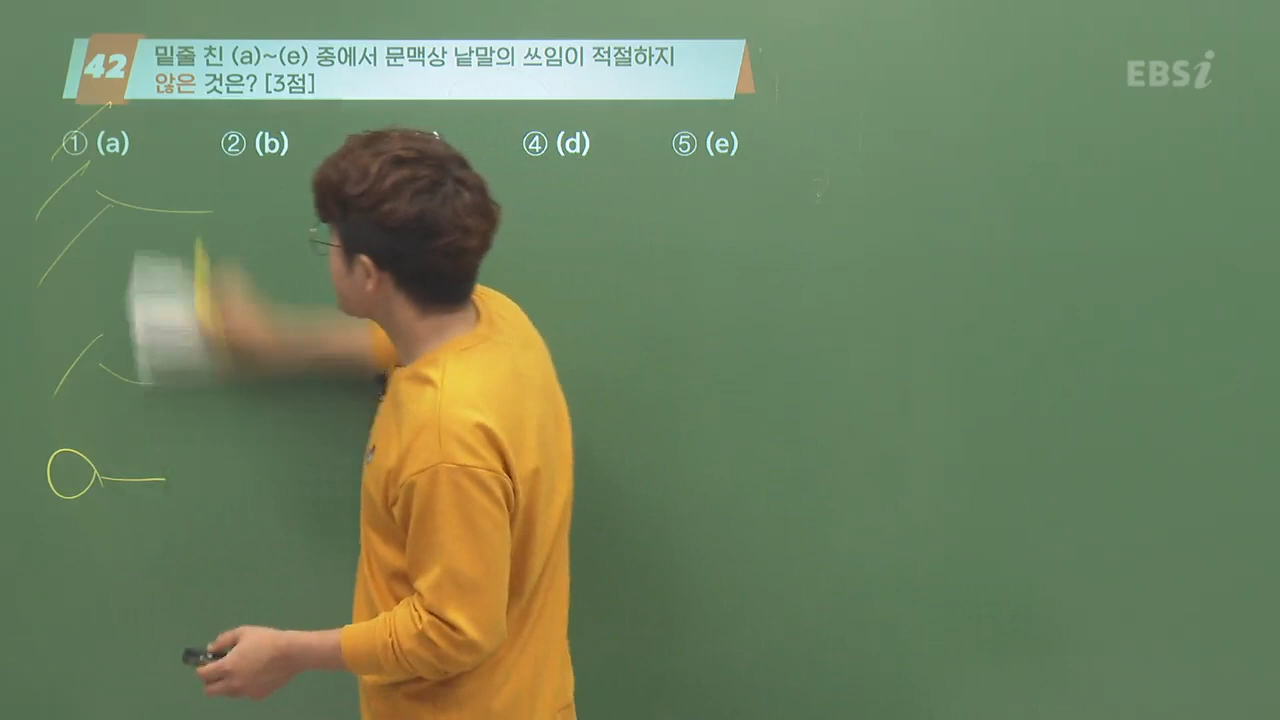 42 밑줄 친 (a)~(e) 중에서 문맥상 낱말의 쓰임이 적절하지
않은 것은? [3점]
EBSi
① (a) ② (b) ④ (d) ⑤ (e)